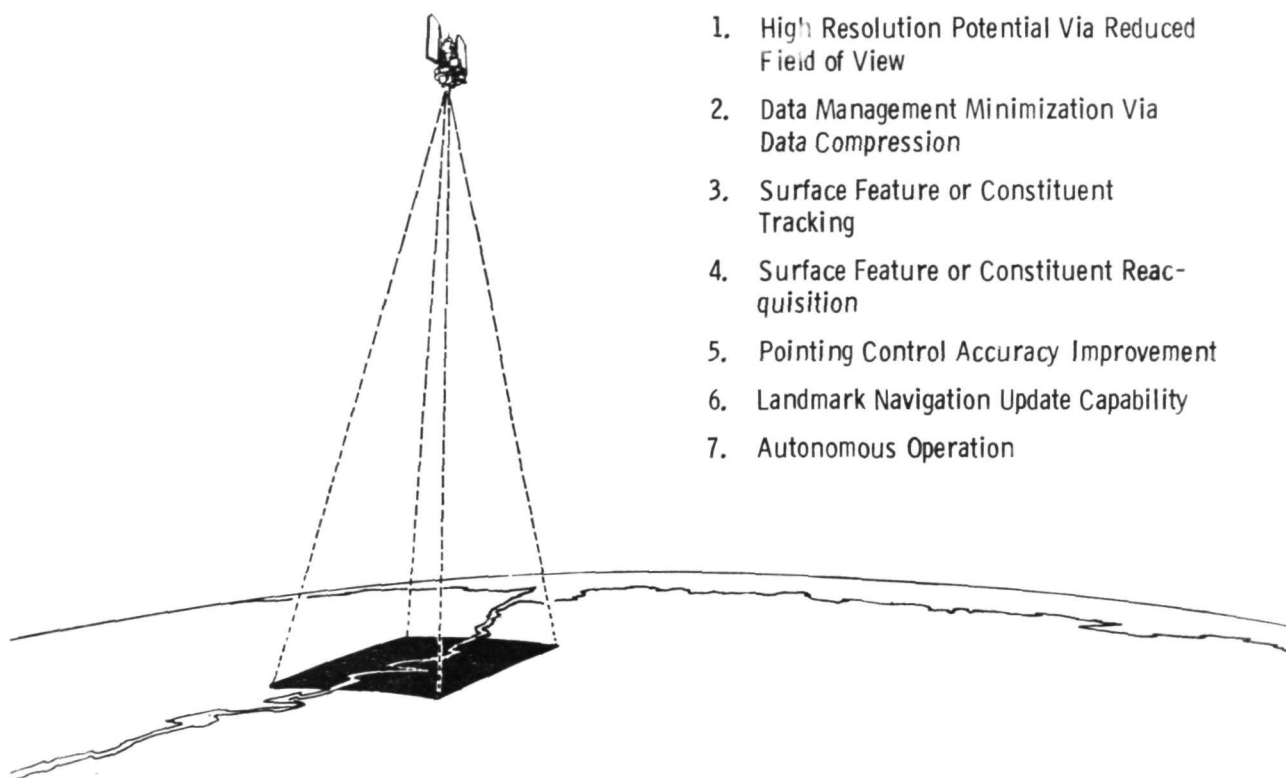 1. High Resolution Potential Via Reduced
Field of View
2. Data Management Minimization Via
Data Compression
3. Surface Feature or Constituent
Tracking
4. Surface Feature or Constituent Reac-
quisition
5. Pointing Control Accuracy Improvement
6. Landmark Navigation Update Capability
7. Autonomous Operation